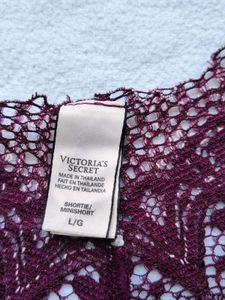 VICTORIA'S
SECRET
MADE IN THAILAND
FAIT EN THAÏLANDE
HECHO EN TAILANDIA
SHORTIE/
MINISHORT
L/G